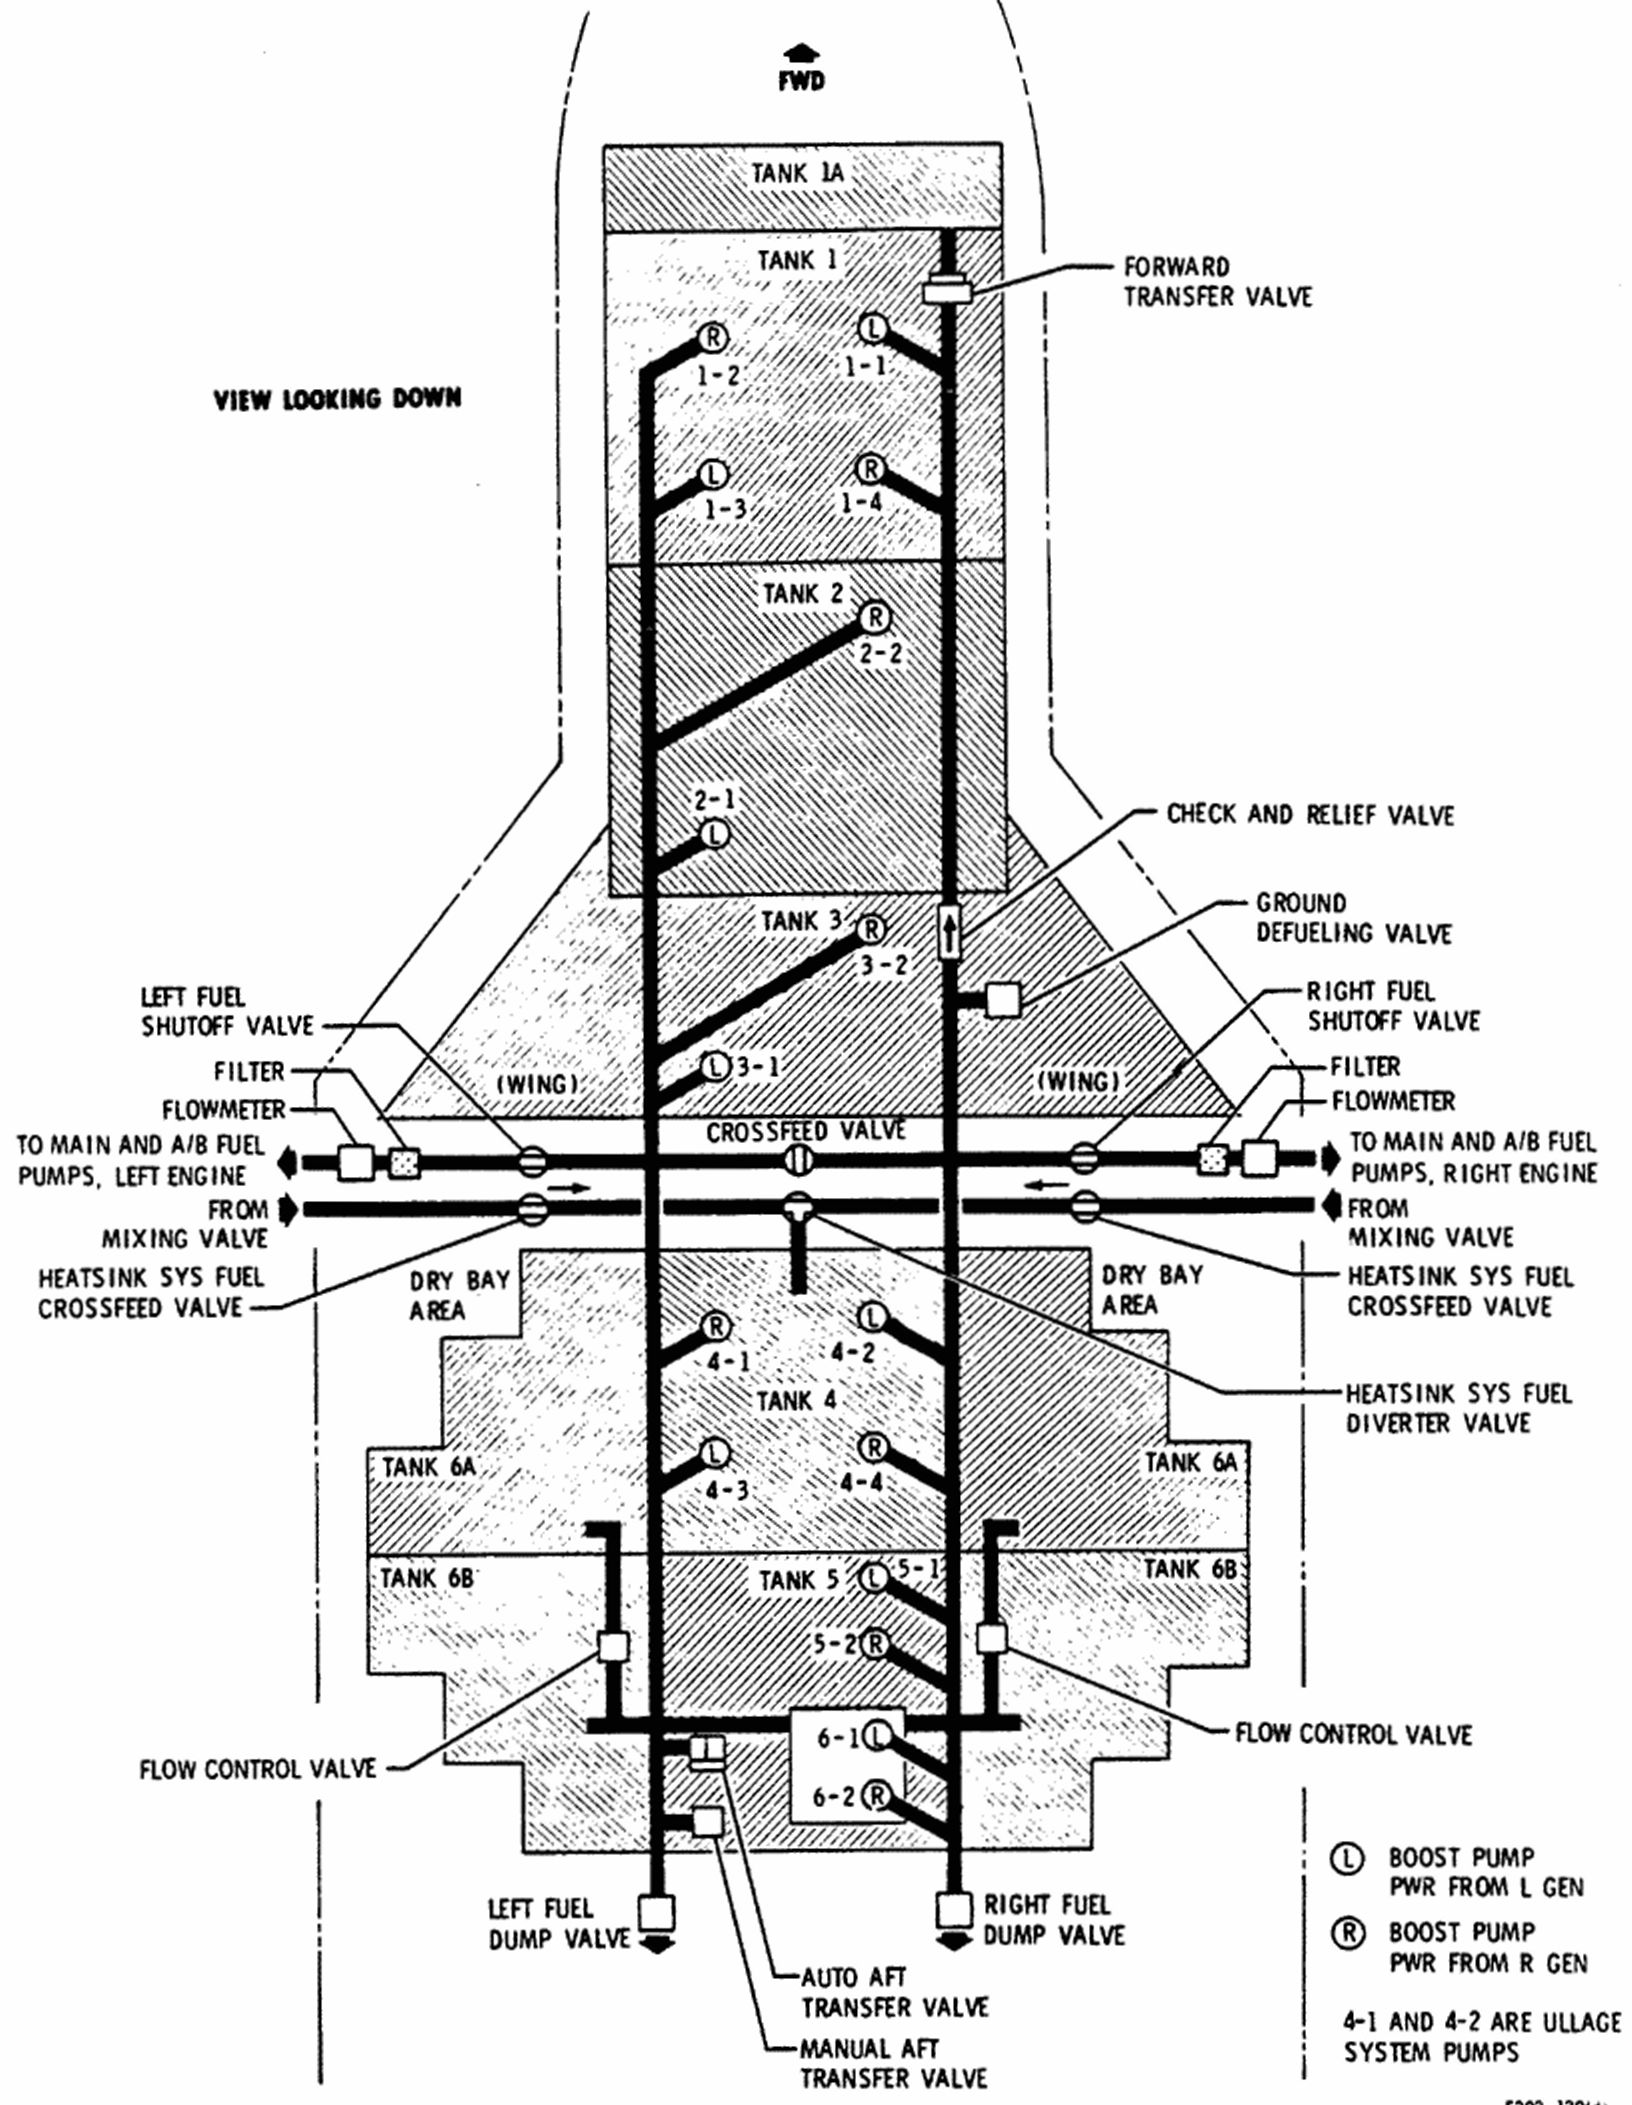 FWD
TANK 1A
TANK 1
FORWARD
TRANSFER VALVE
R
1-2
L
1-1
VIEW LOOKING DOWN
L
1-3
R
1-4
TANK 2
R
2-2
2-1
L
CHECK AND RELIEF VALVE
TANK 3
R
3-2
GROUND
DEFUELING VALVE
LEFT FUEL
SHUTOFF VALVE
RIGHT FUEL
SHUTOFF VALVE
FILTER
(WING)
L 3-1
(WING)
FILTER
FLOWMETER
FLOWMETER
CROSSFEED VALVE
TO MAIN AND A/B FUEL
PUMPS, LEFT ENGINE
TO MAIN AND A/B FUEL
PUMPS, RIGHT ENGINE
FROM
MIXING VALVE
FROM
MIXING VALVE
HEATSINK SYS FUEL
CROSSFEED VALVE
DRY BAY
AREA
DRY BAY
AREA
HEATSINK SYS FUEL
CROSSFEED VALVE
R
4-1
L
4-2
HEATSINK SYS FUEL
DIVERTER VALVE
TANK 4
L
4-3
R
4-4
TANK 6A
TANK 6A
TANK 6B
TANK 5
L 5-1
TANK 6B
5-2 R
6-1 L
6-2 R
FLOW CONTROL VALVE
FLOW CONTROL VALVE
LEFT FUEL
DUMP VALVE
RIGHT FUEL
DUMP VALVE
AUTO AFT
TRANSFER VALVE
MANUAL AFT
TRANSFER VALVE
L BOOST PUMP
PWR FROM L GEN
R BOOST PUMP
PWR FROM R GEN
4-1 AND 4-2 ARE ULLAGE
SYSTEM PUMPS